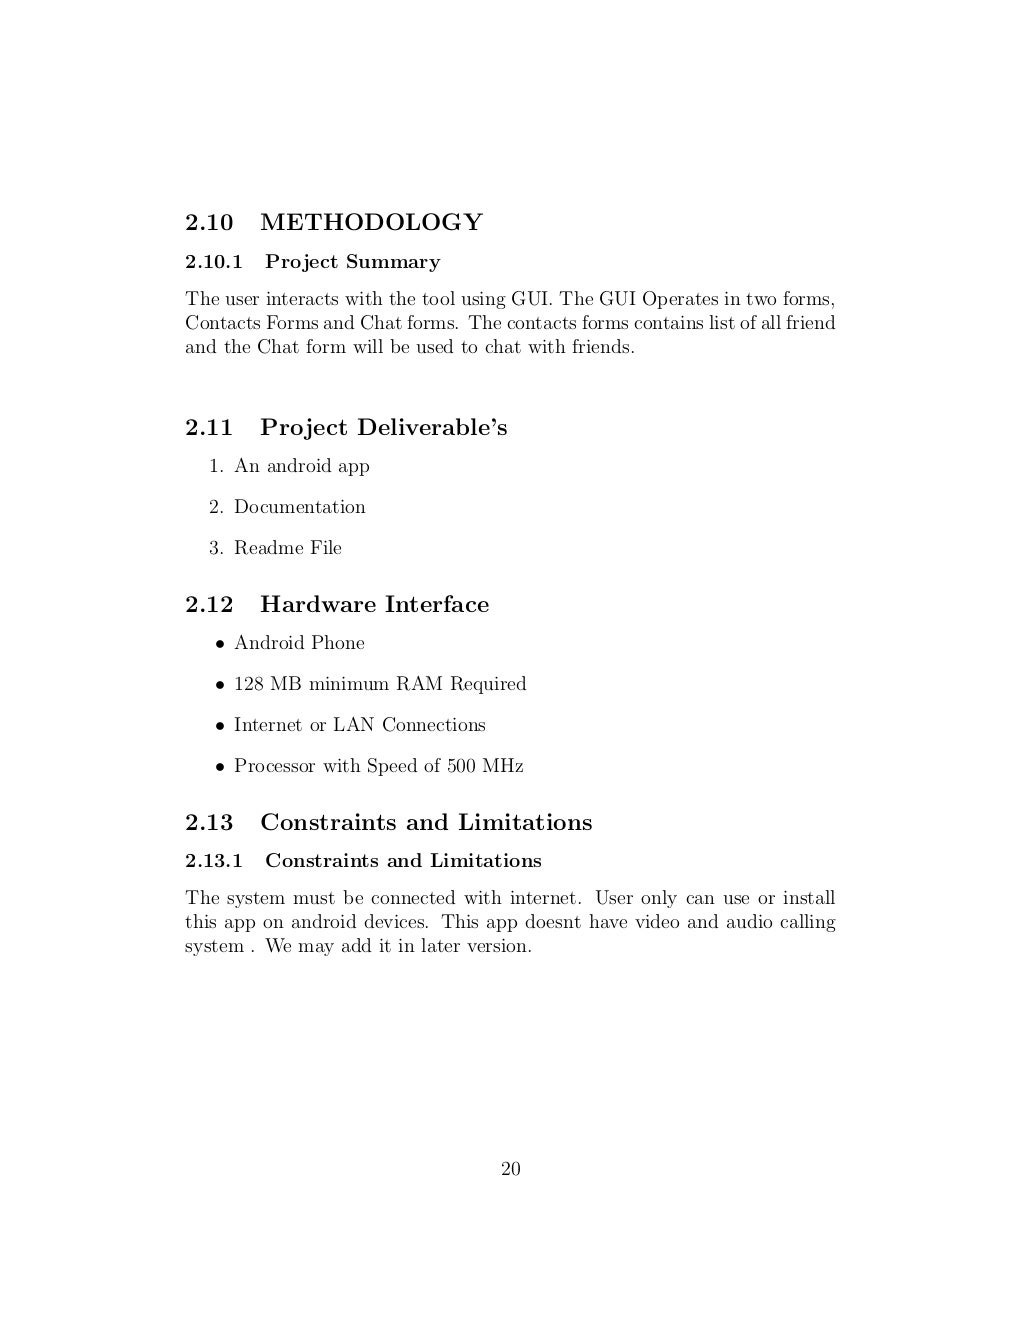 2.10 METHODOLOGY
2.10.1 Project Summary
The user interacts with the tool using GUI. The GUI Operates in two forms,
Contacts Forms and Chat forms. The contacts forms contains list of all friend
and the Chat form will be used to chat with friends.
2.11 Project Deliverable's
1. An android app
2. Documentation
3. Readme File
2.12 Hardware Interface
• Android Phone
• 128 MB minimum RAM Required
• Internet or LAN Connections
• Processor with Speed of 500 MHz
2.13 Constraints and Limitations
2.13.1 Constraints and Limitations
The system must be connected with internet. User only can use or install
this app on android devices. This app doesnt have video and audio calling
system . We may add it in later version.
20